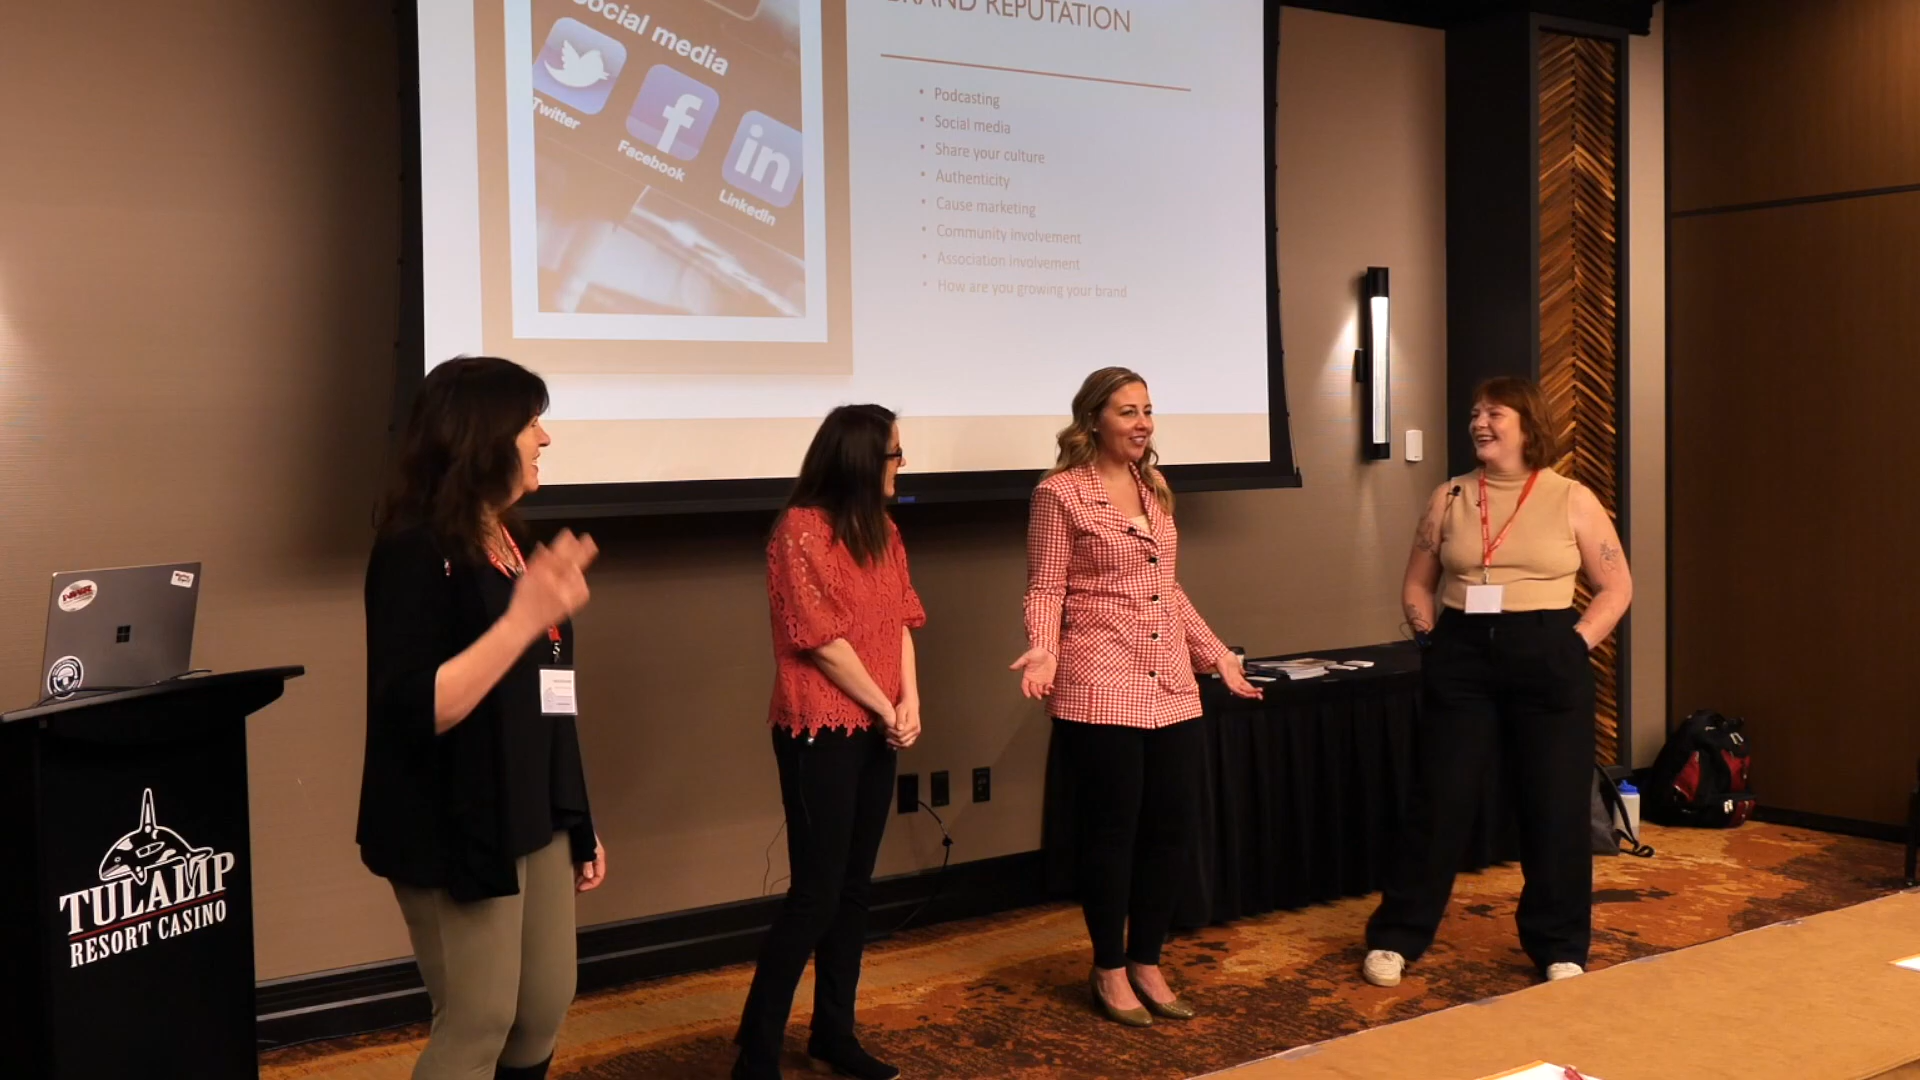 Social media
Twitter
Facebook
LinkedIn
in
BRAND REPUTATION
• Podcasting
• Social media
• Share your culture
• Authenticity
• Cause marketing
• Community involvement
• Association involvement
• How are you growing your brand
TULALIP
RESORT CASINO